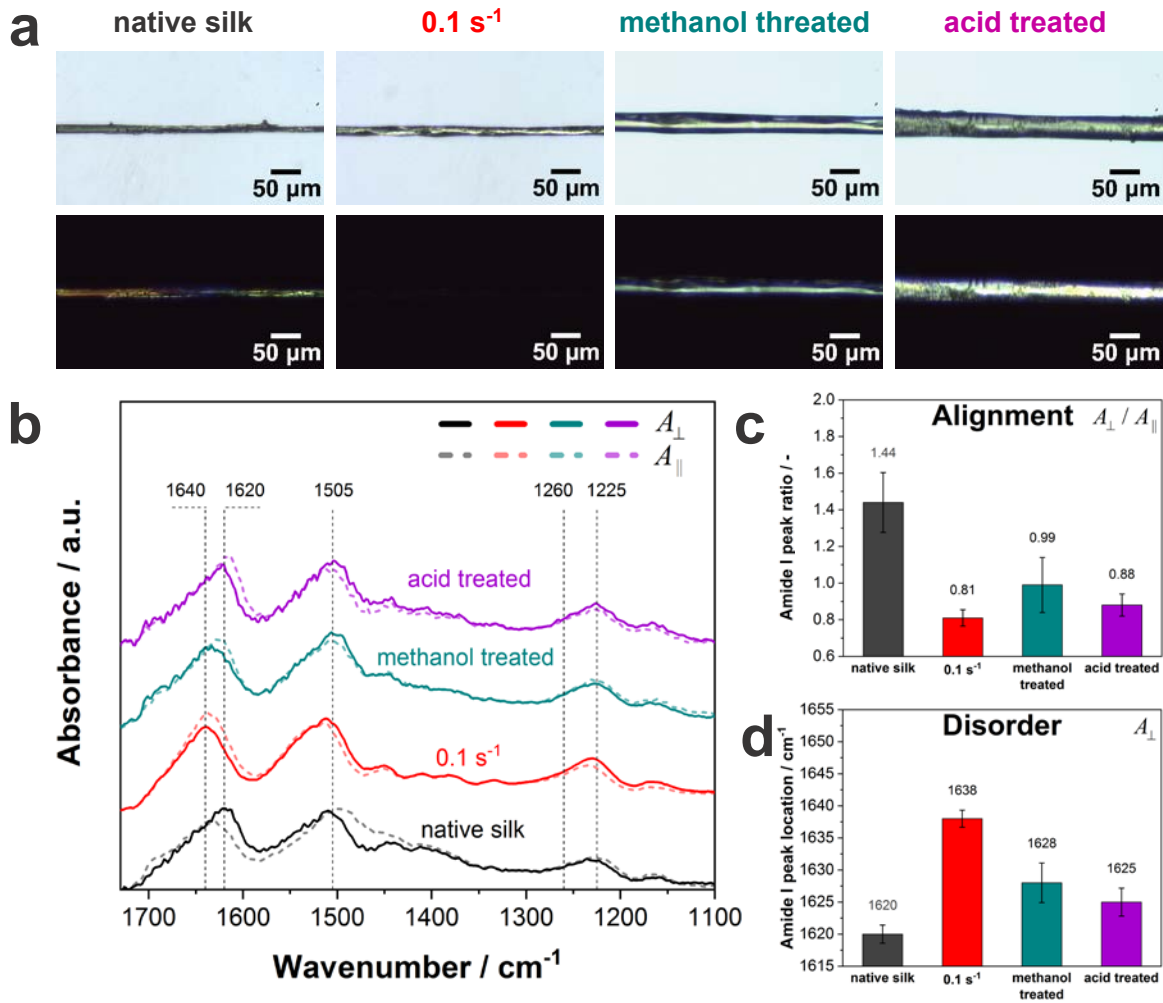 a
native silk 0.1 s⁻¹ methanol threated acid treated
50 µm 50 µm 50 µm 50 µm
50 µm 50 µm 50 µm 50 µm
b
A⊥
A∥
1640 1620 1505 1260 1225
acid treated
methanol treated
0.1 s⁻¹
native silk
Absorbance / a.u.
1700 1600 1500 1400 1300 1200 1100
Wavenumber / cm⁻¹
c
Alignment A⊥ / A∥
Amide I peak ratio / -
2.0
1.8
1.6
1.4
1.2
1.0
0.8
0.6
1.44
0.81
0.99
0.88
native silk 0.1 s⁻¹ methanol treated acid treated
d
Disorder A⊥
Amide I peak location / cm⁻¹
1655
1650
1645
1640
1635
1630
1625
1620
1615
1620
1638
1628
1625
native silk 0.1 s⁻¹ methanol treated acid treated